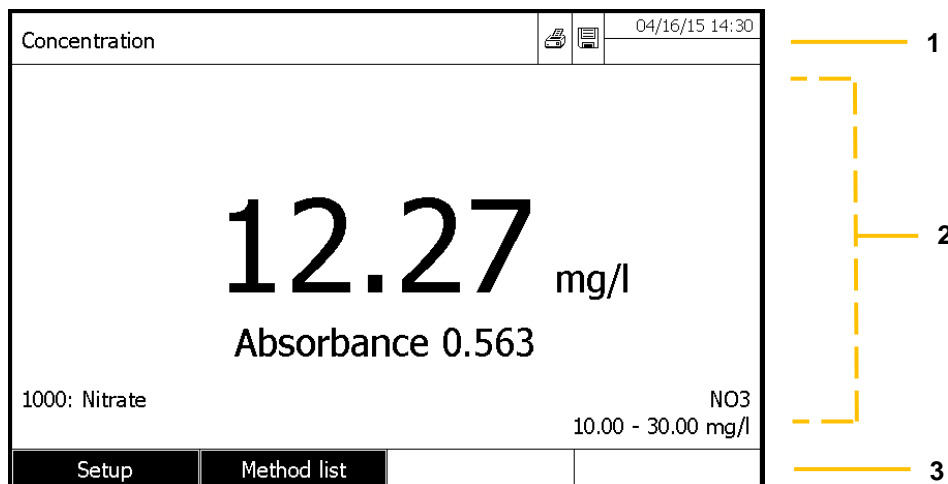 Concentration
04/16/15 14:30
1
12.27 mg/l
2
Absorbance 0.563
1000: Nitrate
NO3
10.00 - 30.00 mg/l
Setup
Method list
3